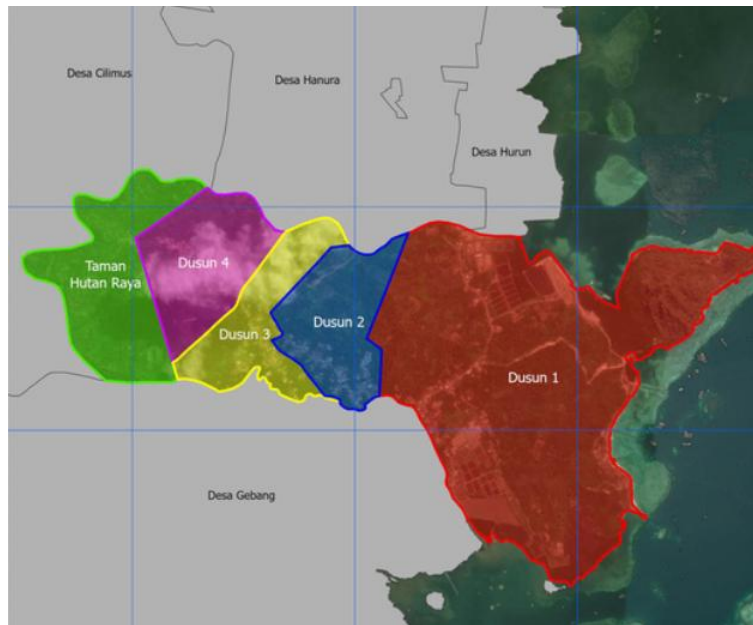 Desa Cilimus
Desa Hanura
Desa Hurun
Taman
Hutan Raya
Dusun 4
Dusun 3
Dusun 2
Dusun 1
Desa Gebang